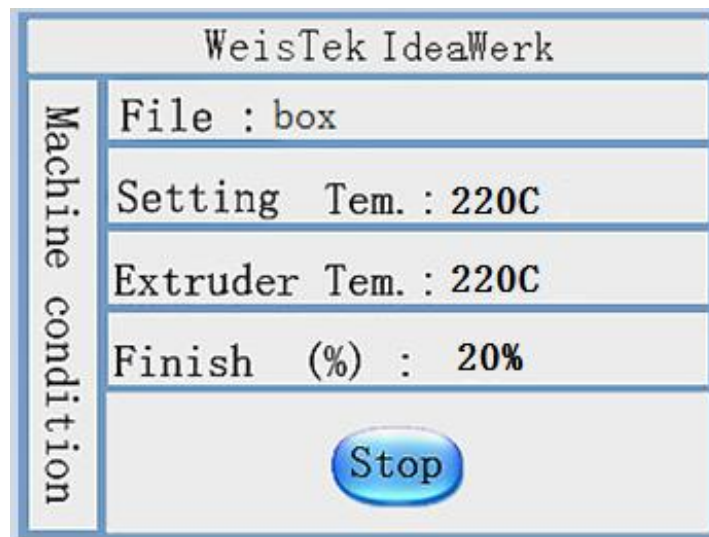 WeisTek IdeaWerk
Machine condition
File : box
Setting Tem. : 220C
Extruder Tem. : 220C
Finish (%) : 20%
Stop